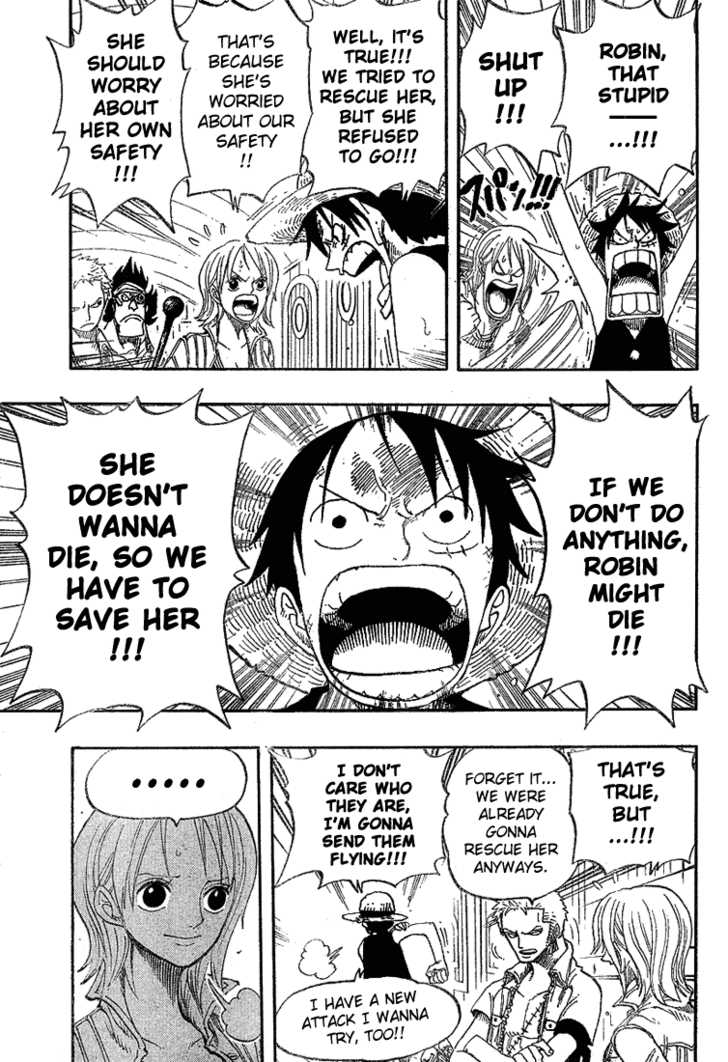 ROBIN,
THAT
STUPID
——
...!!!
SHUT
UP
!!!
スパン!!!
WELL, IT'S
TRUE!!!
WE TRIED TO
RESCUE HER,
BUT SHE
REFUSED
TO GO!!!
THAT'S
BECAUSE
SHE'S
WORRIED
ABOUT OUR
SAFETY
!!
SHE
SHOULD
WORRY
ABOUT
HER OWN
SAFETY
!!!
IF WE
DON'T DO
ANYTHING,
ROBIN
MIGHT
DIE
!!!
SHE
DOESN'T
WANNA
DIE, SO WE
HAVE TO
SAVE HER
!!!
THAT'S
TRUE,
BUT
...!!!
FORGET IT...
WE WERE
ALREADY
GONNA
RESCUE HER
ANYWAYS.
I DON'T
CARE WHO
THEY ARE,
I'M GONNA
SEND THEM
FLYING!!!
I HAVE A NEW
ATTACK I WANNA
TRY, TOO!!
.....